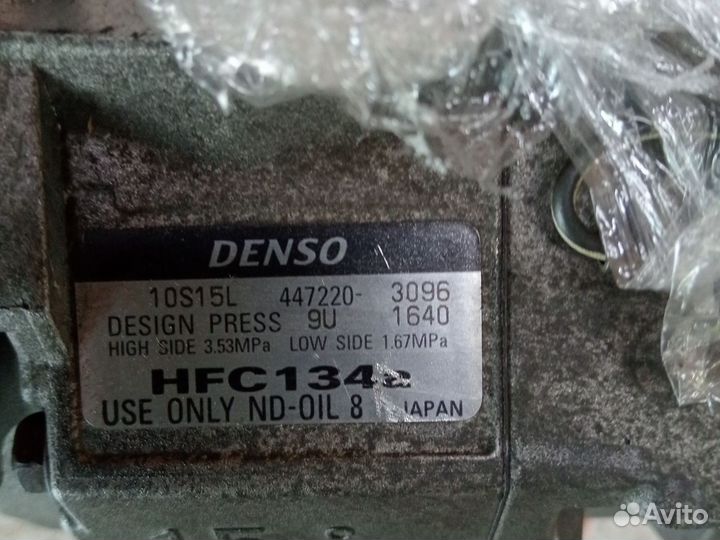 DENSO
10S15L 447220- 3096
DESIGN PRESS 9U 1640
HIGH SIDE 3.53MPa LOW SIDE 1.67MPa
HFC134a
USE ONLY ND-OIL 8 JAPAN
Avito